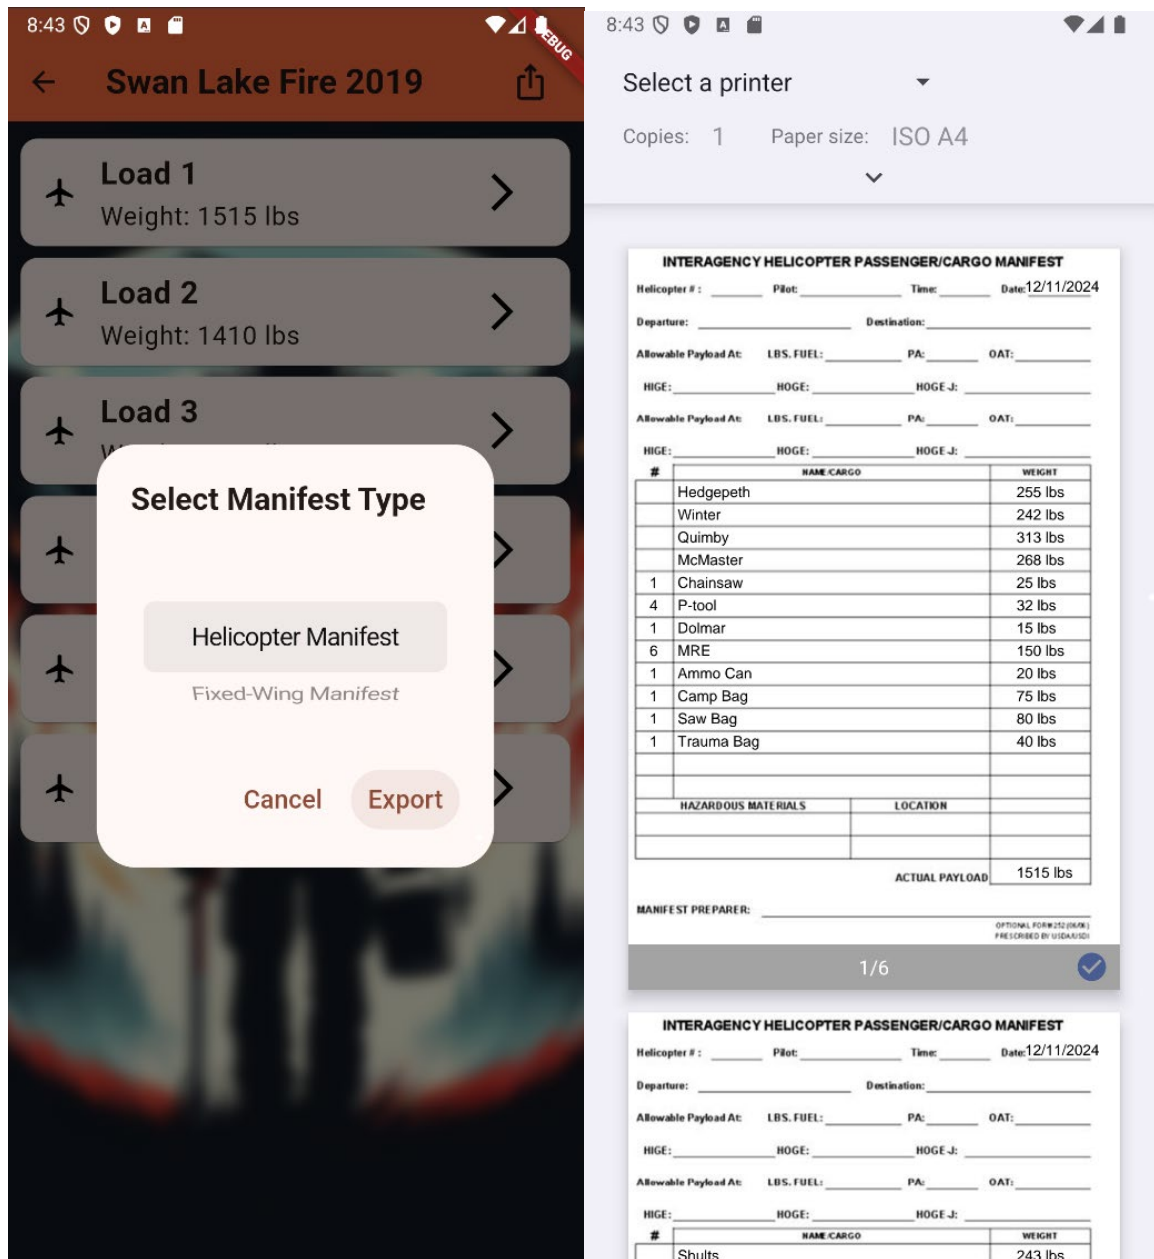 8:43
DEBUG
Swan Lake Fire 2019
Load 1
Weight: 1515 lbs
Load 2
Weight: 1410 lbs
Load 3
Select Manifest Type
Helicopter Manifest
Fixed-Wing Manifest
Cancel Export
8:43
Select a printer
Copies: 1 Paper size: ISO A4
INTERAGENCY HELICOPTER PASSENGER/CARGO MANIFEST
Helicopter #: Pilot: Time: Date: 12/11/2024
Departure: Destination:
Allowable Payload At: LBS. FUEL: PA: OAT:
HIGE: HOGE: HOGE-J:
Allowable Payload At: LBS. FUEL: PA: OAT:
HIGE: HOGE: HOGE-J:
# NAME/CARGO WEIGHT
Hedgepeth 255 lbs
Winter 242 lbs
Quimby 313 lbs
McMaster 268 lbs
1 Chainsaw 25 lbs
4 P-tool 32 lbs
1 Dolmar 15 lbs
6 MRE 150 lbs
1 Ammo Can 20 lbs
1 Camp Bag 75 lbs
1 Saw Bag 80 lbs
1 Trauma Bag 40 lbs
HAZARDOUS MATERIALS LOCATION
ACTUAL PAYLOAD 1515 lbs
MANIFEST PREPARER:
OPTIONAL FORM 252 (06/06)
PRESCRIBED BY USDA/USDI
1/6
INTERAGENCY HELICOPTER PASSENGER/CARGO MANIFEST
Helicopter #: Pilot: Time: Date: 12/11/2024
Departure: Destination:
Allowable Payload At: LBS. FUEL: PA: OAT:
HIGE: HOGE: HOGE-J:
Allowable Payload At: LBS. FUEL: PA: OAT:
HIGE: HOGE: HOGE-J:
# NAME/CARGO WEIGHT
Shults 243 lbs